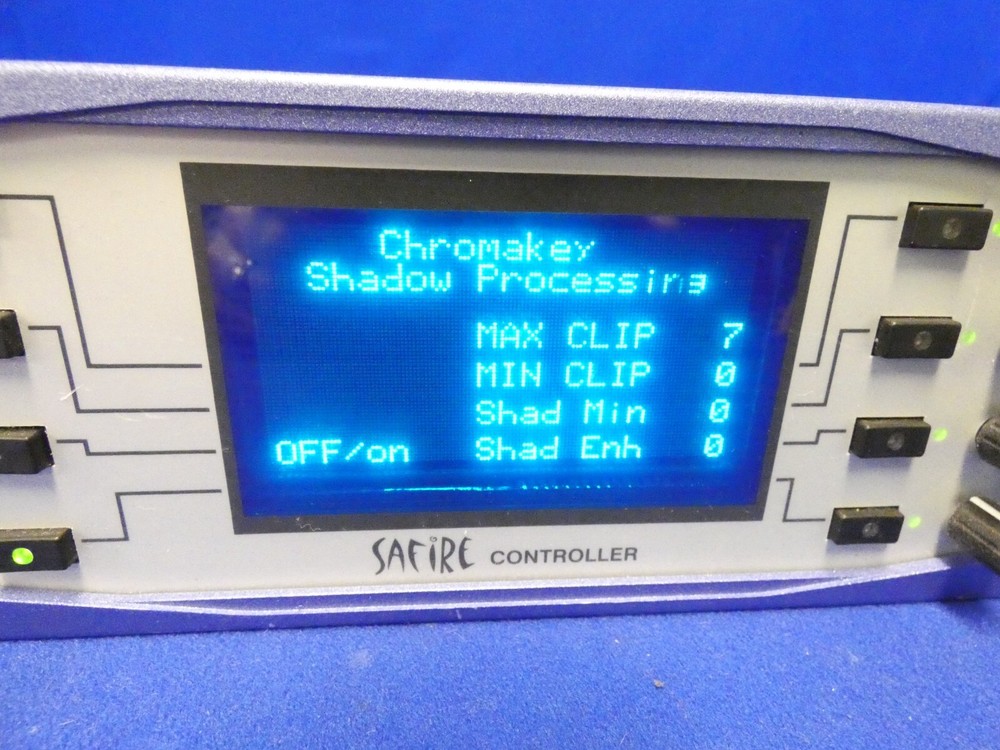 Chromakey
Shadow Processing
MAX CLIP 7
MIN CLIP 0
Shad Min 0
OFF/on Shad Enh 0
SAFIRE CONTROLLER